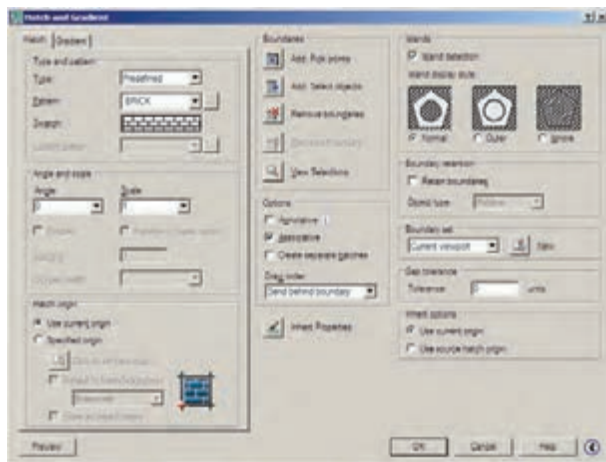 Hatch and Gradient
Hatch
Gradient
Type and pattern
Type:
Predefined
Pattern:
BRICK
Swatch:
Angle and scale
Angle
Scale
0
1
Hatch origin
Use current origin
Specified origin
Preview
Boundaries
Add: Pick points
Add: Select objects
Remove boundaries
View Selections
Options
Annotative
Associative
Create separate hatches
Draw order:
Send behind boundary
Inherit Properties
Islands
Island detection
Island display style:
Normal
Outer
Ignore
Boundary retention
Retain boundaries
Object type:
Polyline
Boundary set
Current viewport
New
Gap tolerance
Tolerance:
0
units
Inherit options
Use current origin
Use source hatch origin
OK
Cancel
Help